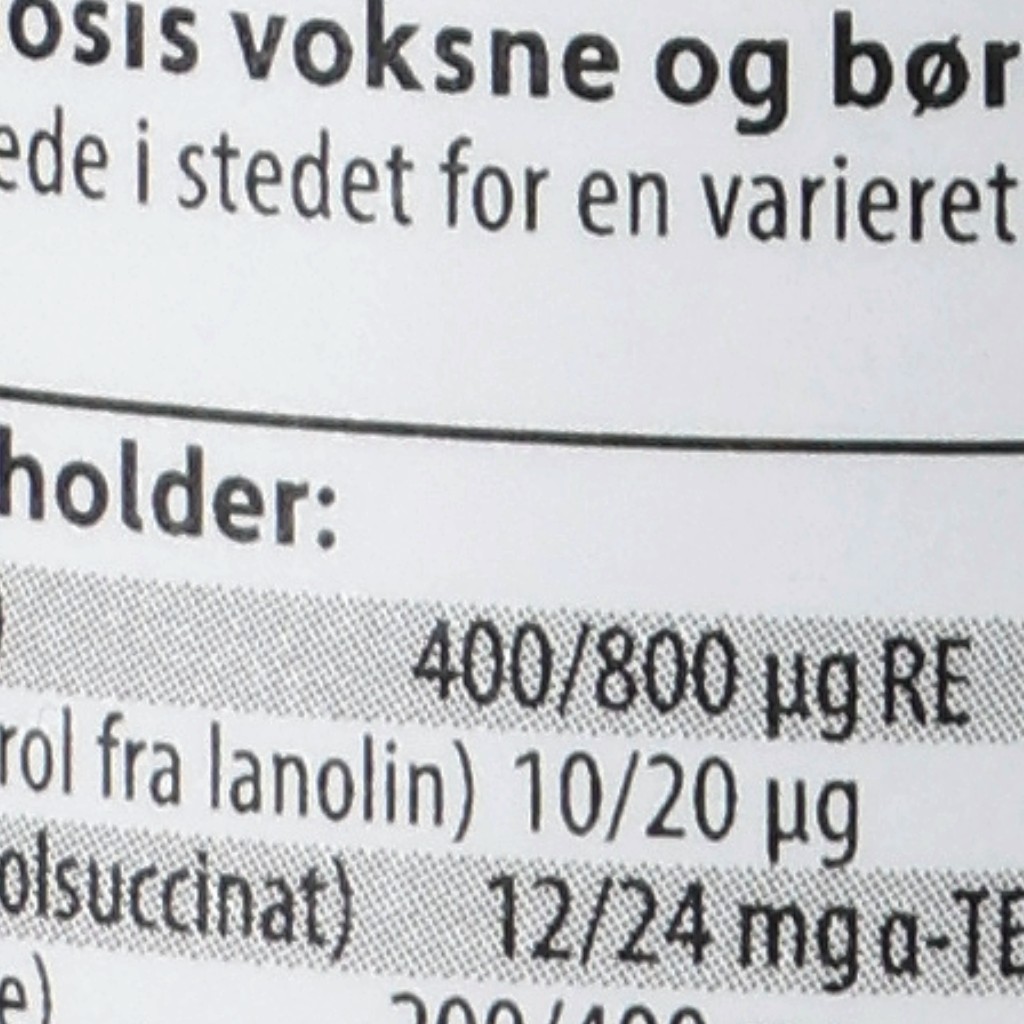 osis voksne og bør
ede i stedet for en varieret
holder:
) 400/800 µg RE
rol fra lanolin) 10/20 µg
olsuccinat) 12/24 mg α-TE
e)